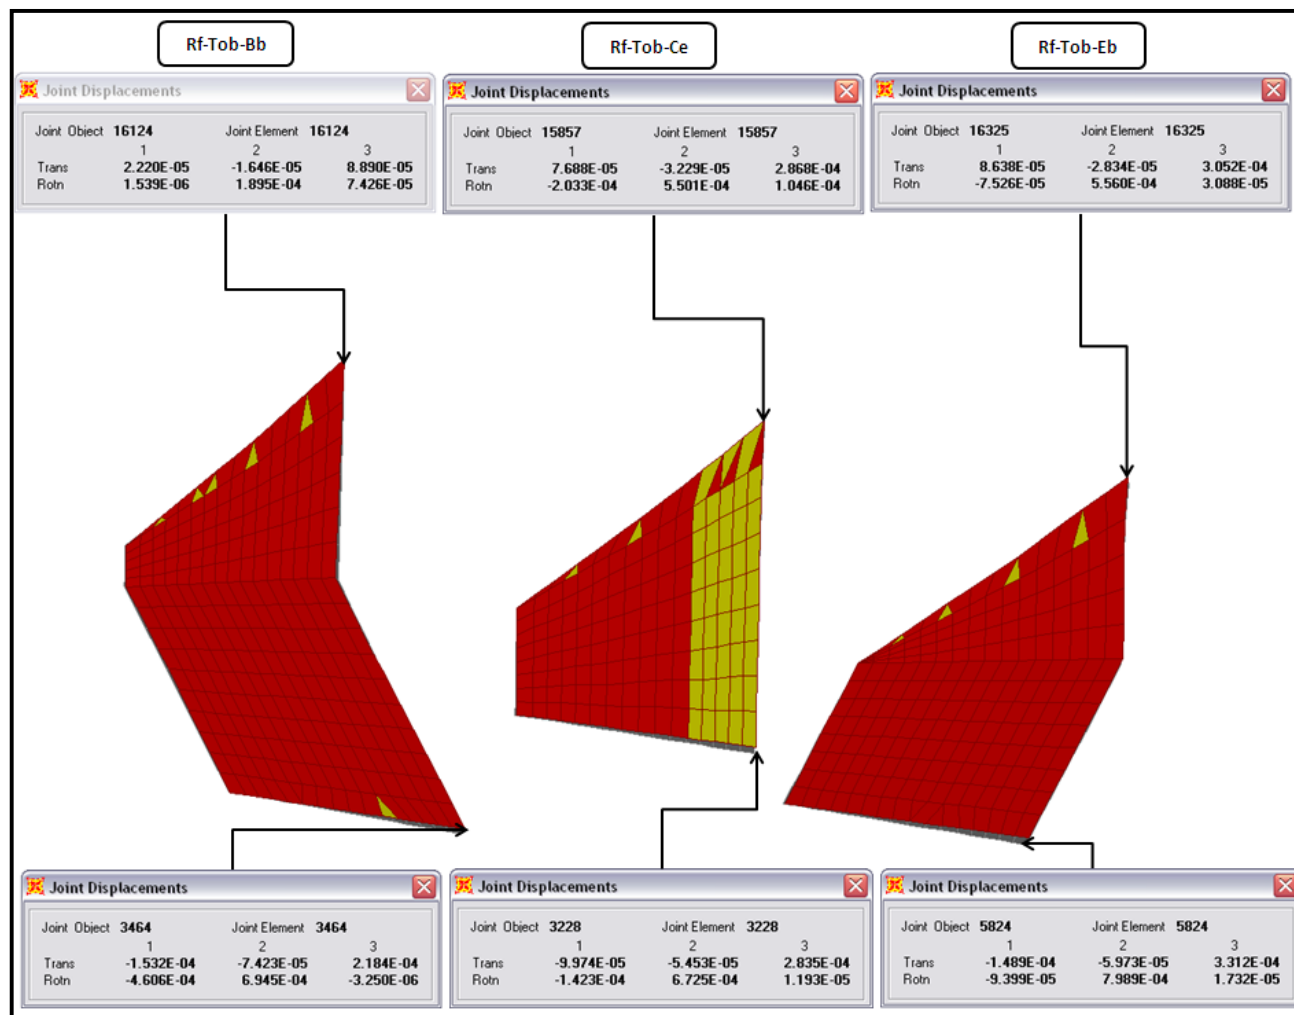 Rf-Tob-Bb
Rf-Tob-Ce
Rf-Tob-Eb
Joint Displacements
Joint Object 16124 Joint Element 16124
1 2 3
Trans 2.220E-05 -1.646E-05 8.890E-05
Rotn 1.539E-06 1.895E-04 7.426E-05
Joint Displacements
Joint Object 15857 Joint Element 15857
1 2 3
Trans 7.688E-05 -3.229E-05 2.868E-04
Rotn -2.033E-04 5.501E-04 1.046E-04
Joint Displacements
Joint Object 16325 Joint Element 16325
1 2 3
Trans 8.638E-05 -2.834E-05 3.052E-04
Rotn -7.526E-05 5.560E-04 3.088E-05
Joint Displacements
Joint Object 3464 Joint Element 3464
1 2 3
Trans -1.532E-04 -7.423E-05 2.184E-04
Rotn -4.606E-04 6.945E-04 -3.250E-06
Joint Displacements
Joint Object 3228 Joint Element 3228
1 2 3
Trans -9.974E-05 -5.453E-05 2.835E-04
Rotn -1.423E-04 6.725E-04 1.193E-05
Joint Displacements
Joint Object 5824 Joint Element 5824
1 2 3
Trans -1.489E-04 -5.973E-05 3.312E-04
Rotn -9.399E-05 7.989E-04 1.732E-05